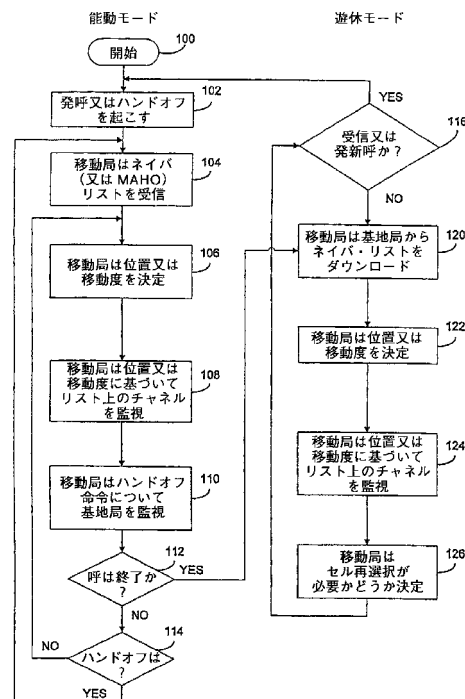 能動モード
開始
100
発呼又はハンドオフ
を起こす
102
移動局はネイバ
(又は MAHO)
リストを受信
104
移動局は位置又は
移動度を決定
106
移動局は位置又は
移動度に基づいて
リスト上のチャネル
を監視
108
移動局はハンドオフ
命令について
基地局を監視
110
呼は終了か
?
112
YES
NO
ハンドオフは
?
114
NO
YES
遊休モード
YES
受信又は
発新呼か?
116
NO
移動局は基地局から
ネイバ・リストを
ダウンロード
120
移動局は位置又は
移動度を決定
122
移動局は位置又は
移動度に基づいて
リスト上のチャネル
を監視
124
移動局は
セル再選択が
必要かどうか決定
126